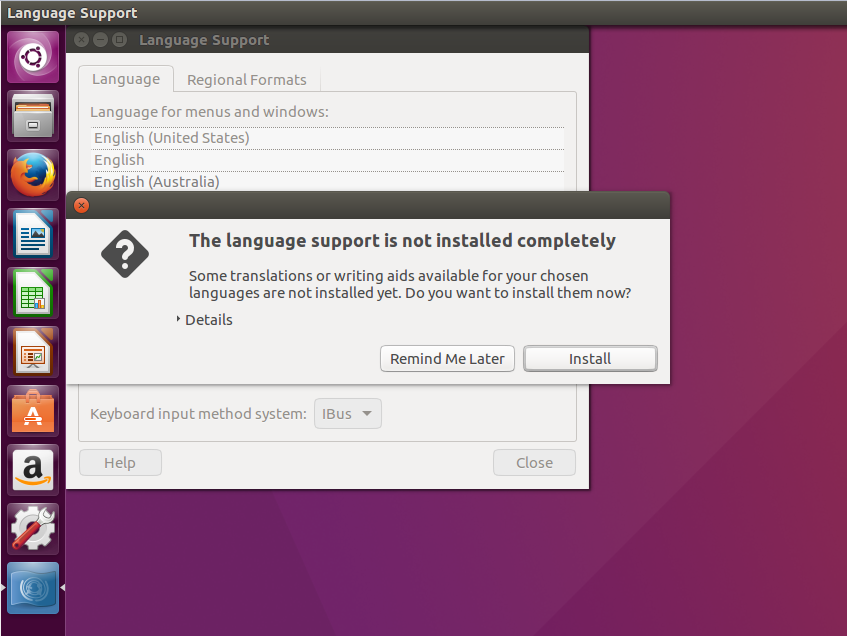 Language Support
Language Support
Language
Regional Formats
Language for menus and windows:
English (United States)
English
English (Australia)
The language support is not installed completely
Some translations or writing aids available for your chosen
languages are not installed yet. Do you want to install them now?
Details
Remind Me Later
Install
Keyboard input method system:
IBus
Help
Close